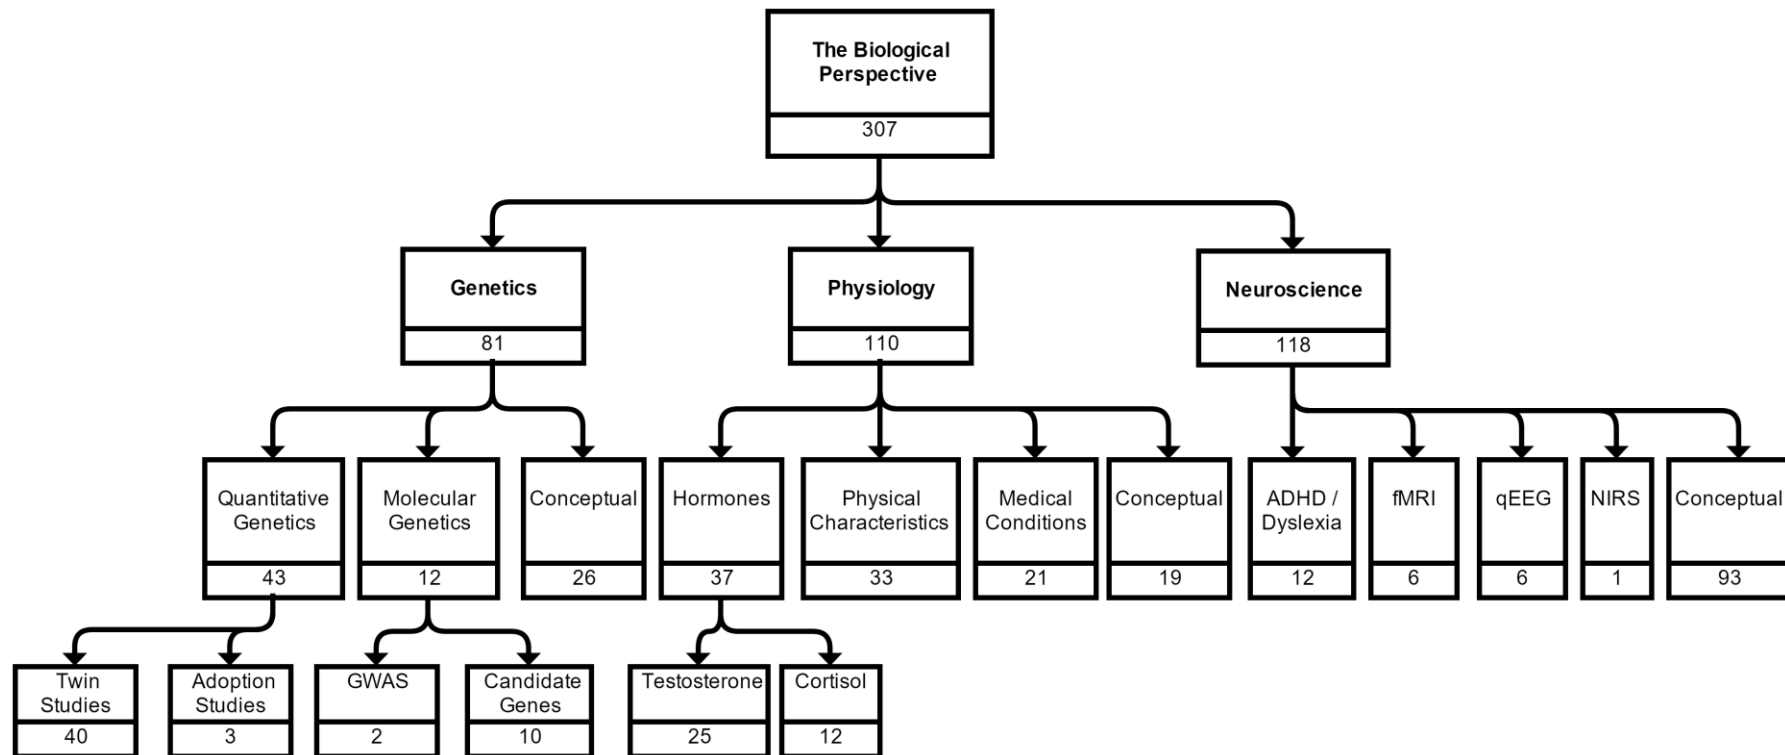 The Biological
Perspective
307
Genetics
81
Physiology
110
Neuroscience
118
Quantitative
Genetics
43
Molecular
Genetics
12
Conceptual
26
Hormones
37
Physical
Characteristics
33
Medical
Conditions
21
Conceptual
19
ADHD /
Dyslexia
12
fMRI
6
qEEG
6
NIRS
1
Conceptual
93
Twin
Studies
40
Adoption
Studies
3
GWAS
2
Candidate
Genes
10
Testosterone
25
Cortisol
12